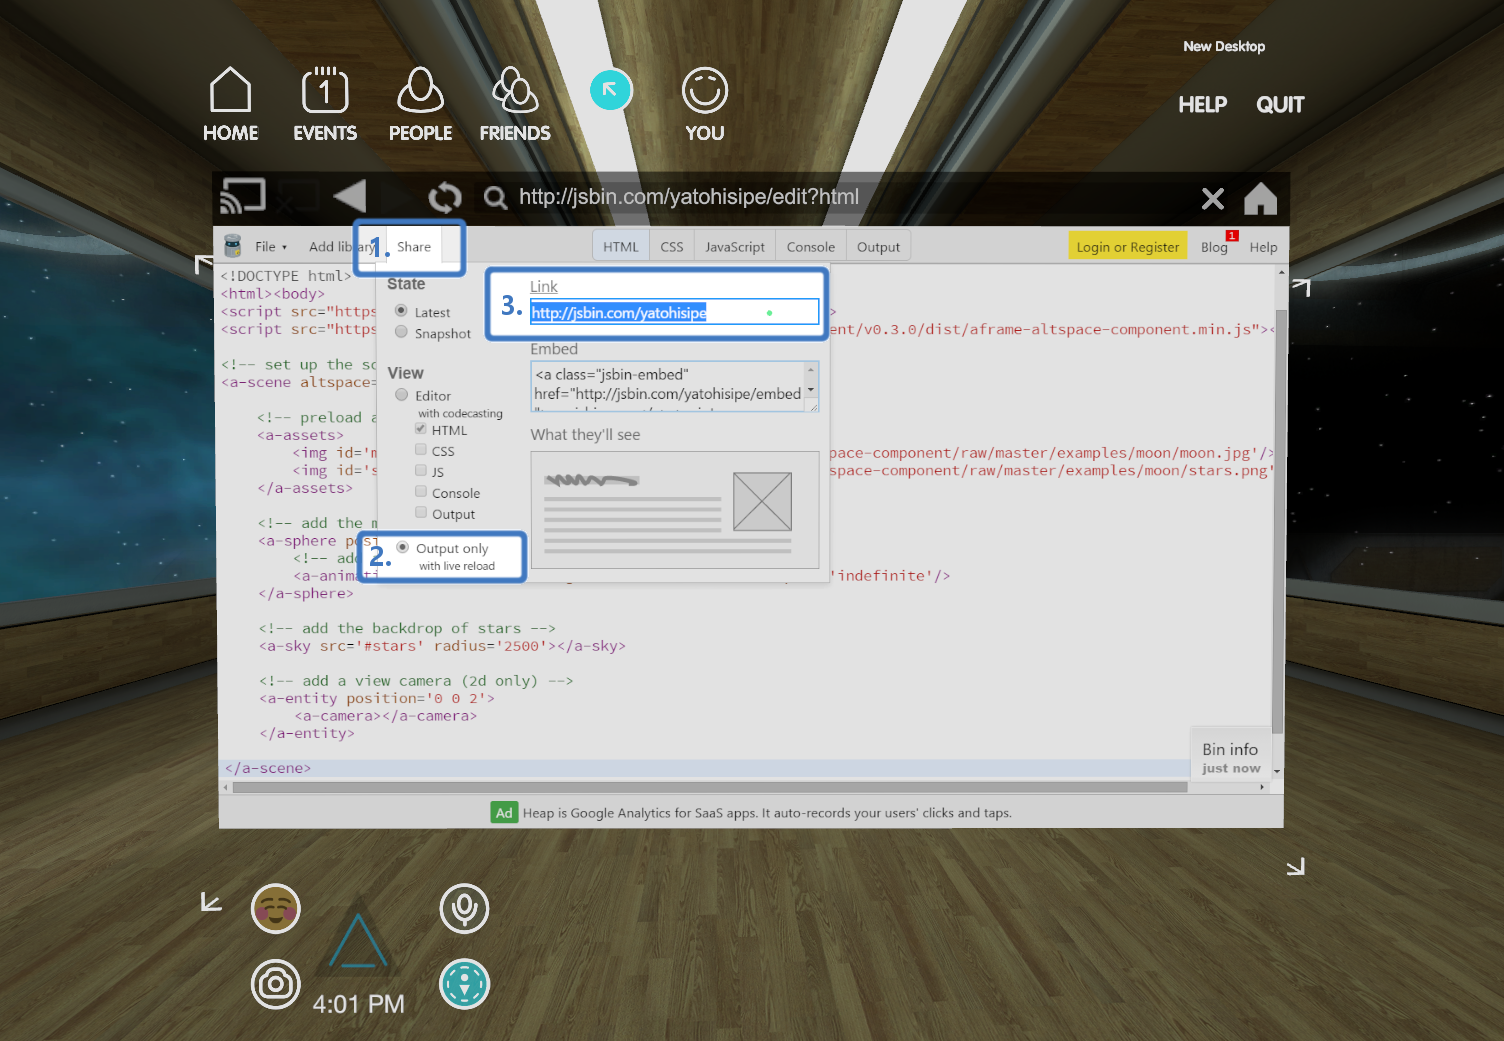 New Desktop
HOME
EVENTS
1
PEOPLE
FRIENDS
YOU
HELP
QUIT
http://jsbin.com/yatohisipe/edit?html
File
Add library
1.
Share
HTML
CSS
JavaScript
Console
Output
Login or Register
Blog
1
Help
<!DOCTYPE html>
<html><body>
<script src="https
<script src="https
ent/v0.3.0/dist/aframe-altspace-component.min.js"><
<!-- set up the sc
<a-scene altspace=
<!-- preload a
<a-assets>
<img id='m
pace-component/raw/master/examples/moon/moon.jpg'/>
<img id='s
space-component/raw/master/examples/moon/stars.png'
</a-assets>
<!-- add the m
<a-sphere posi
<!-- ad
<a-animati
'indefinite'/>
</a-sphere>
<!-- add the backdrop of stars -->
<a-sky src='#stars' radius='2500'></a-sky>
<!-- add a view camera (2d only) -->
<a-entity position='0 0 2'>
<a-camera></a-camera>
</a-entity>
</a-scene>
State
Latest
Snapshot
View
Editor
with codecasting
HTML
CSS
JS
Console
Output
2.
Output only
with live reload
3.
Link
http://jsbin.com/yatohisipe
Embed
<a class="jsbin-embed"
href="http://jsbin.com/yatohisipe/embed
What they'll see
Bin info
just now
Ad
Heap is Google Analytics for SaaS apps. It auto-records your users' clicks and taps.
4:01 PM